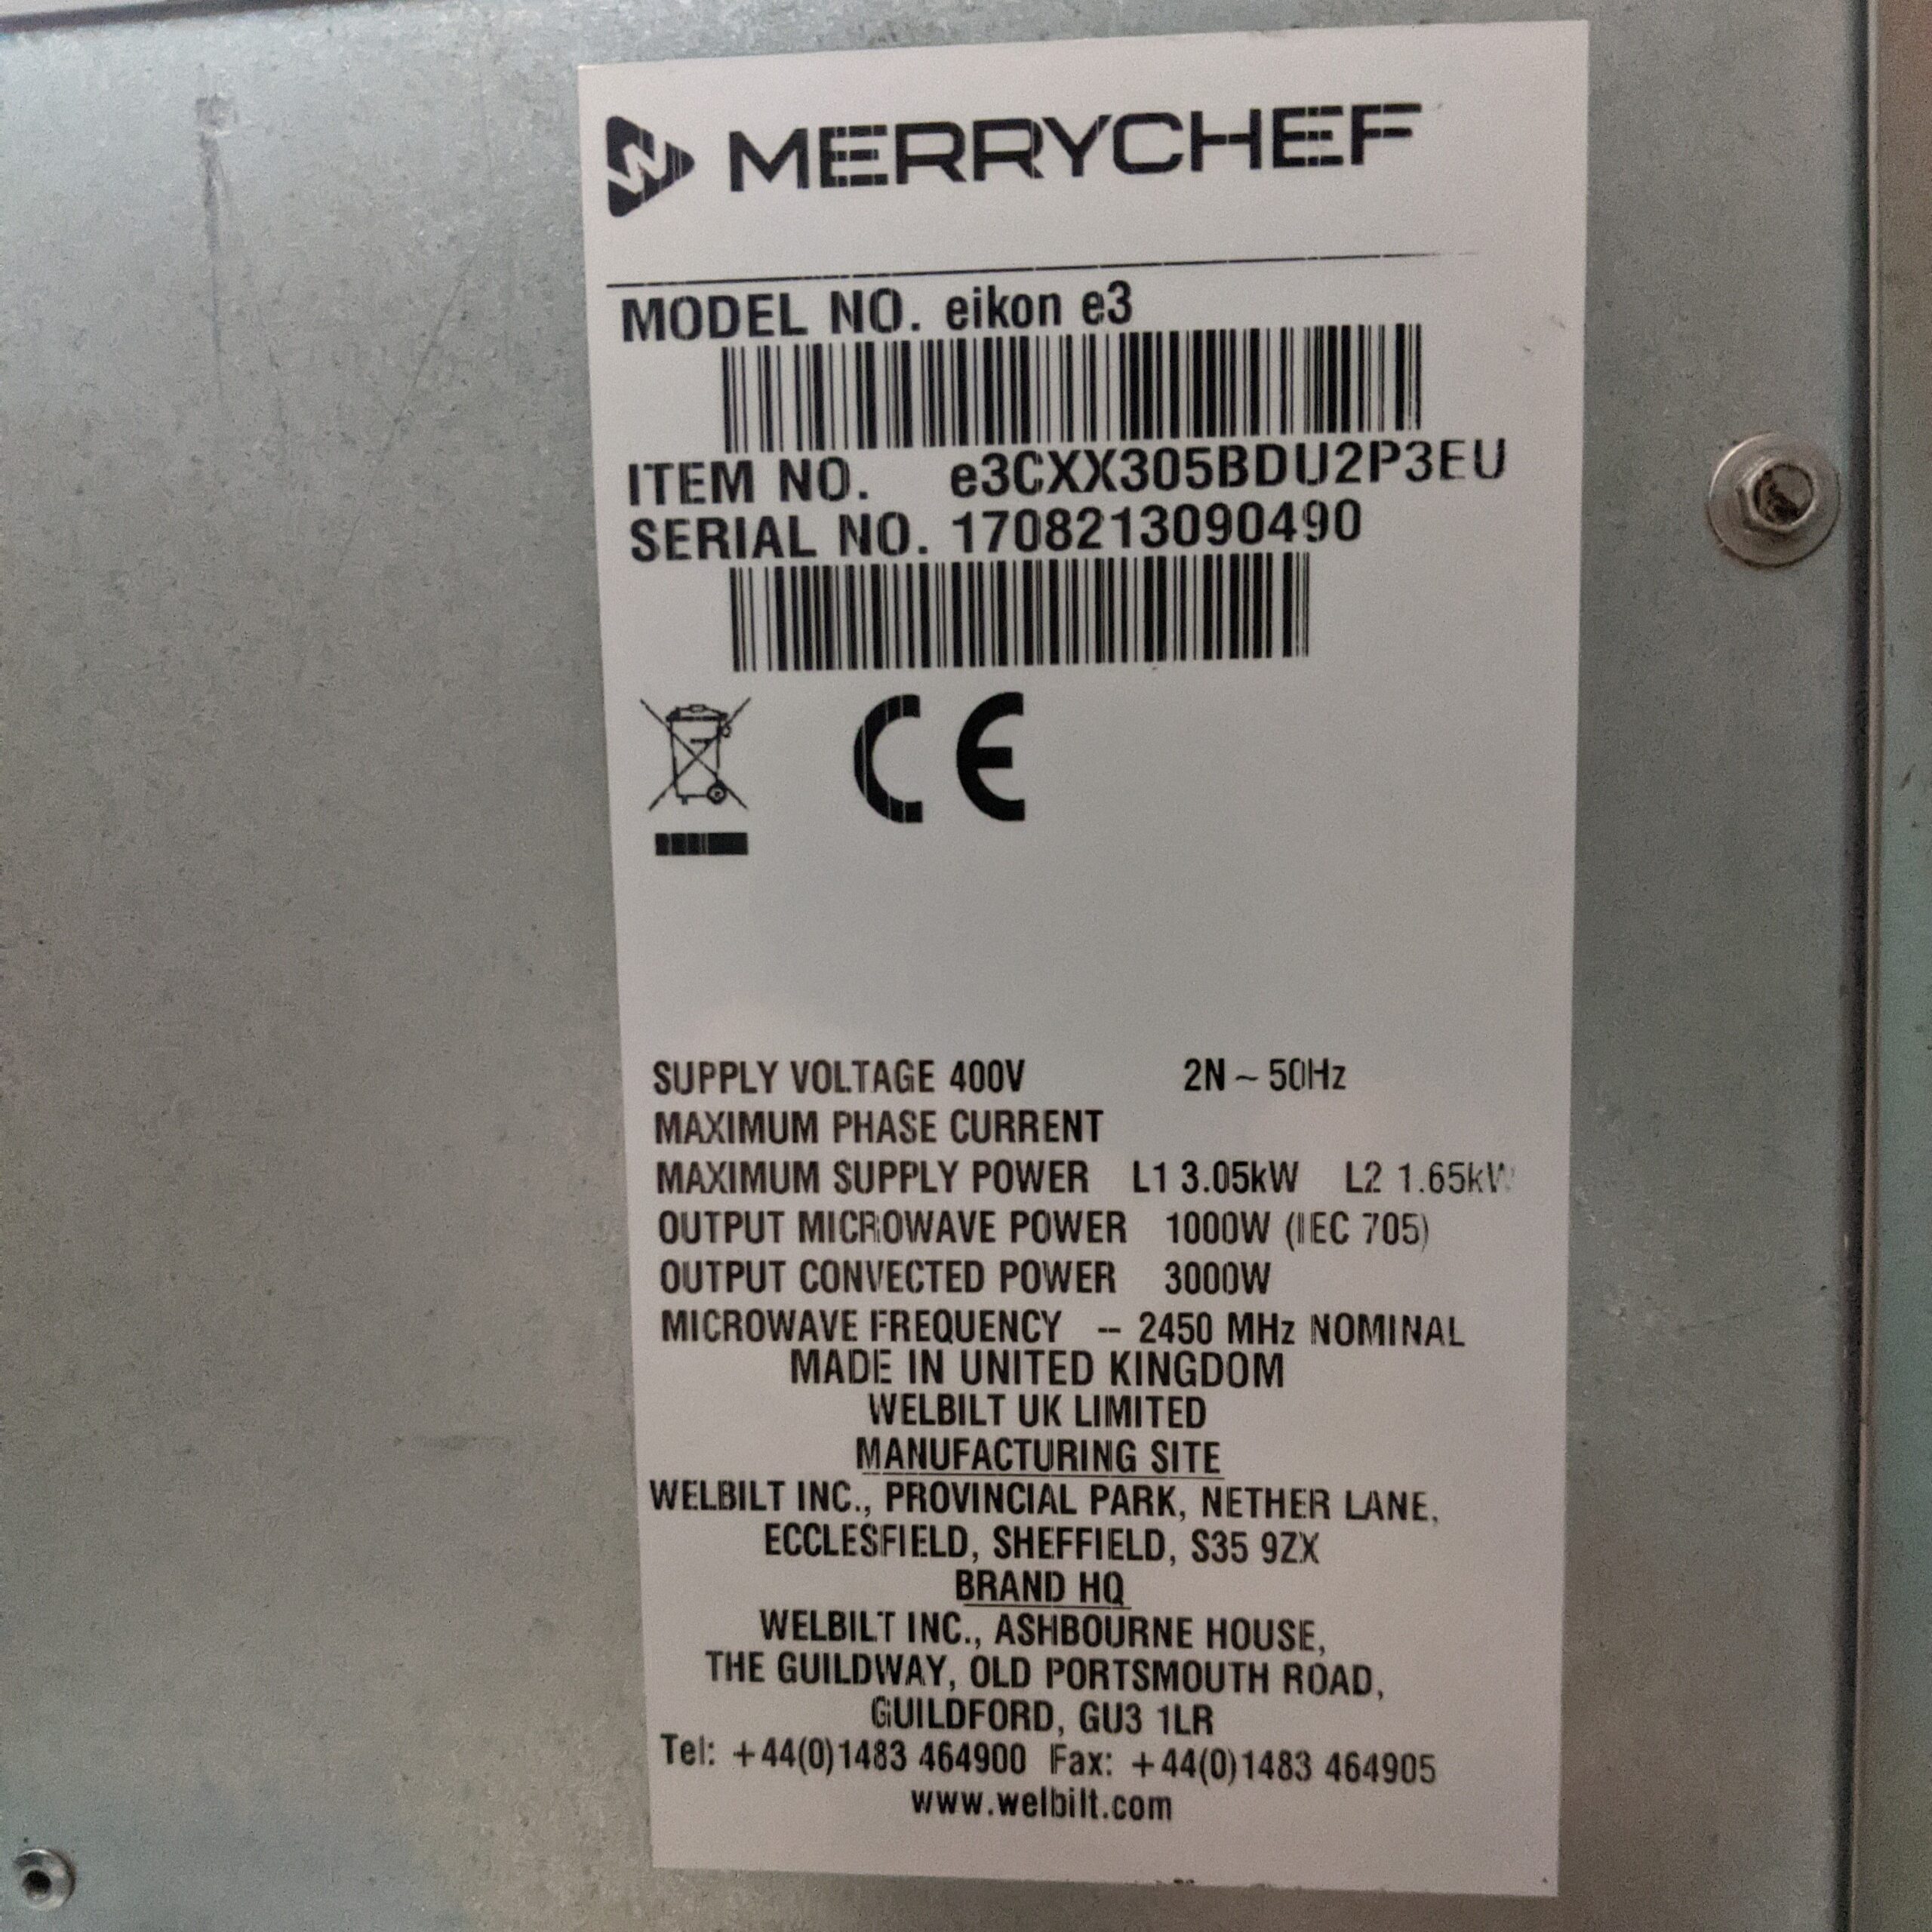 MERRYCHEF
MODEL NO. eikon e3
ITEM NO. e3CXX305BDU2P3EU
SERIAL NO. 1708213090490
CE
SUPPLY VOLTAGE 400V 2N ~ 50Hz
MAXIMUM PHASE CURRENT
MAXIMUM SUPPLY POWER L1 3.05kW L2 1.65kW
OUTPUT MICROWAVE POWER 1000W (IEC 705)
OUTPUT CONVECTED POWER 3000W
MICROWAVE FREQUENCY -- 2450 MHz NOMINAL
MADE IN UNITED KINGDOM
WELBILT UK LIMITED
MANUFACTURING SITE
WELBILT INC., PROVINCIAL PARK, NETHER LANE,
ECCLESFIELD, SHEFFIELD, S35 9ZX
BRAND HQ
WELBILT INC., ASHBOURNE HOUSE,
THE GUILDWAY, OLD PORTSMOUTH ROAD,
GUILDFORD, GU3 1LR
Tel: +44(0)1483 464900 Fax: +44(0)1483 464905
www.welbilt.com